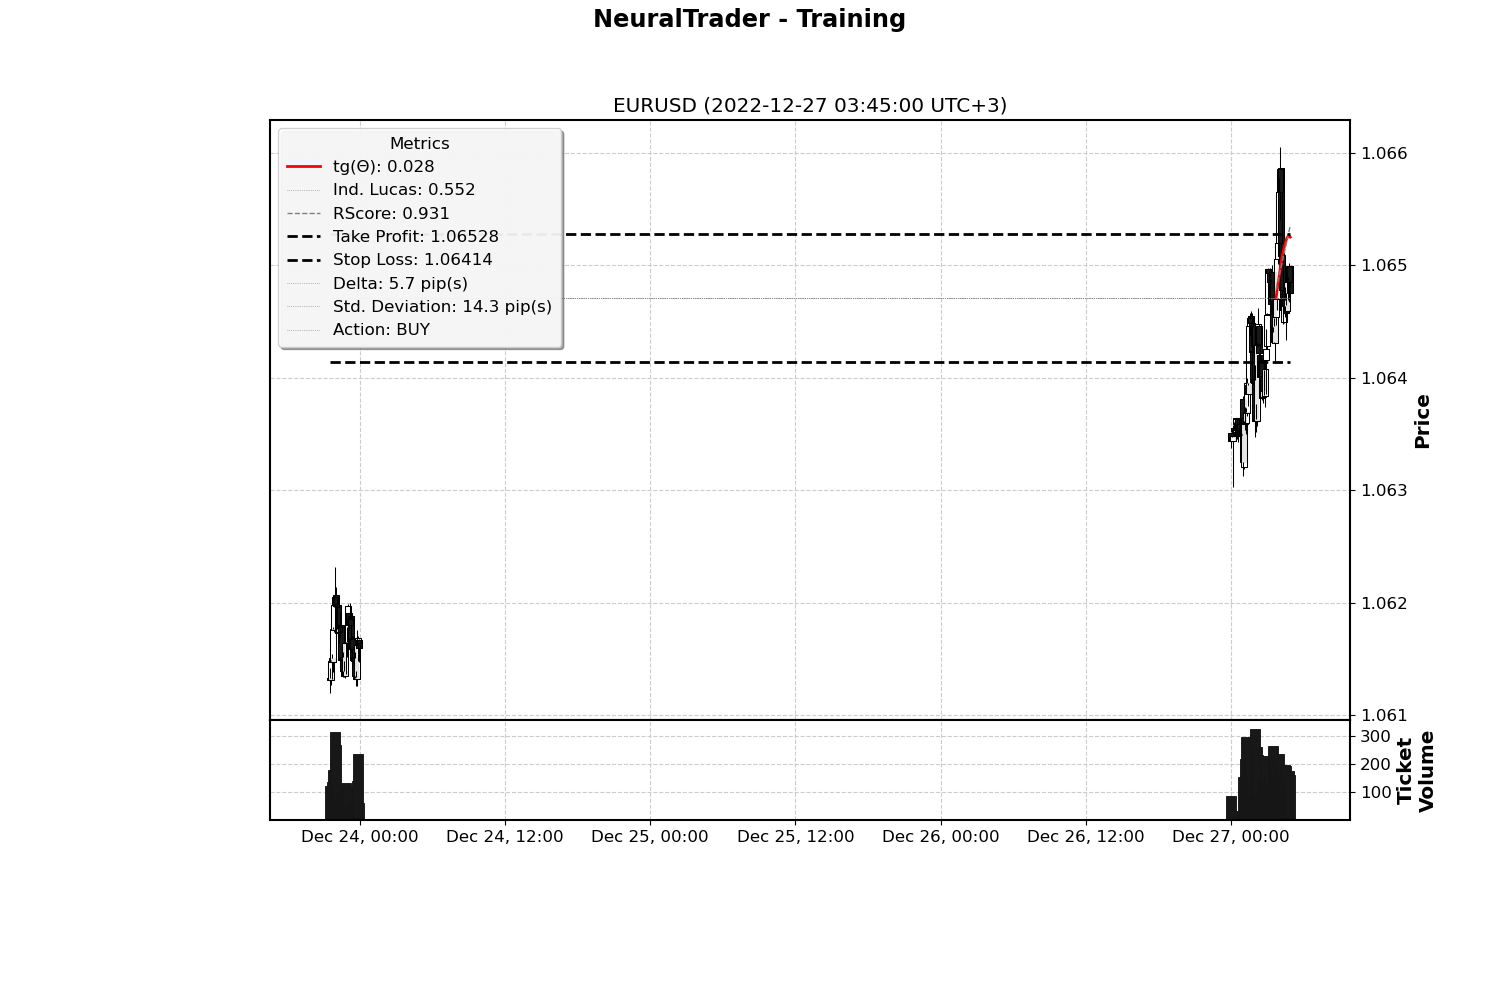 NeuralTrader - Training
EURUSD (2022-12-27 03:45:00 UTC+3)
Metrics
tg(Θ): 0.028
Ind. Lucas: 0.552
RScore: 0.931
Take Profit: 1.06528
Stop Loss: 1.06414
Delta: 5.7 pip(s)
Std. Deviation: 14.3 pip(s)
Action: BUY
1.066
1.065
1.064
1.063
1.062
1.061
Price
300
200
100
Ticket
Volume
Dec 24, 00:00
Dec 24, 12:00
Dec 25, 00:00
Dec 25, 12:00
Dec 26, 00:00
Dec 26, 12:00
Dec 27, 00:00